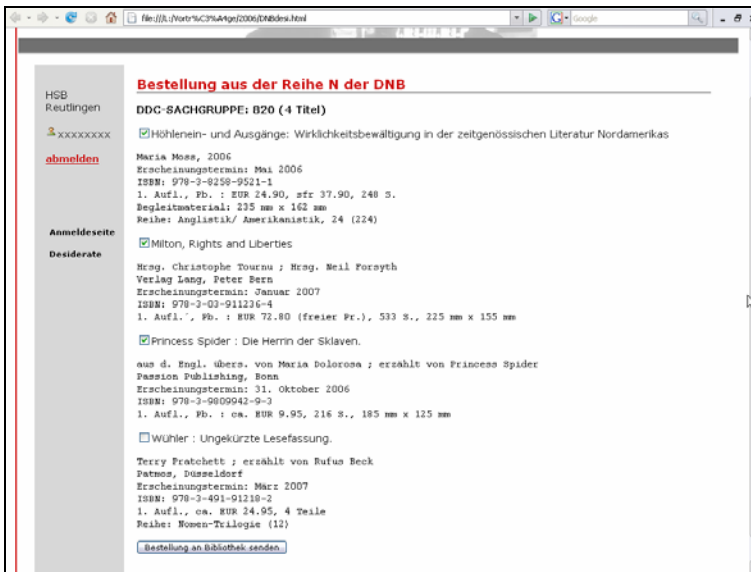 file:///L:/Vortr%C3%A4ge/2006/DNBdesi.html
Google
HSB
Reutlingen
xxxxxxxx
abmelden
Anmeldeseite
Desiderate
Bestellung aus der Reihe N der DNB
DDC-SACHGRUPPE: 820 (4 Titel)
Höhlenein- und Ausgänge: Wirklichkeitsbewältigung in der zeitgenössischen Literatur Nordamerikas
Maria Moss, 2006
Erscheinungstermin: Mai 2006
ISBN: 978-3-8258-9521-1
1. Aufl., Pb. : EUR 24.90, sfr 37.90, 248 S.
Begleitmaterial: 235 mm x 162 mm
Reihe: Anglistik/ Amerikanistik, 24 (224)
Milton, Rights and Liberties
Hrsg. Christophe Tournu ; Hrsg. Neil Forsyth
Verlag Lang, Peter Bern
Erscheinungstermin: Januar 2007
ISBN: 978-3-03-911236-4
1. Aufl.´, Pb. : EUR 72.80 (freier Pr.), 533 S., 225 mm x 155 mm
Princess Spider : Die Herrin der Sklaven.
aus d. Engl. übers. von Maria Dolorosa ; erzählt von Princess Spider
Passion Publishing, Bonn
Erscheinungstermin: 31. Oktober 2006
ISBN: 978-3-9809942-9-3
1. Aufl., Pb. : ca. EUR 9.95, 216 S., 185 mm x 125 mm
Wühler : Ungekürzte Lesefassung.
Terry Pratchett ; erzählt von Rufus Beck
Patmos, Düsseldorf
Erscheinungstermin: März 2007
ISBN: 978-3-491-91218-2
1. Aufl., ca. EUR 24.95, 4 Teile
Reihe: Nomen-Trilogie (12)
Bestellung an Bibliothek senden